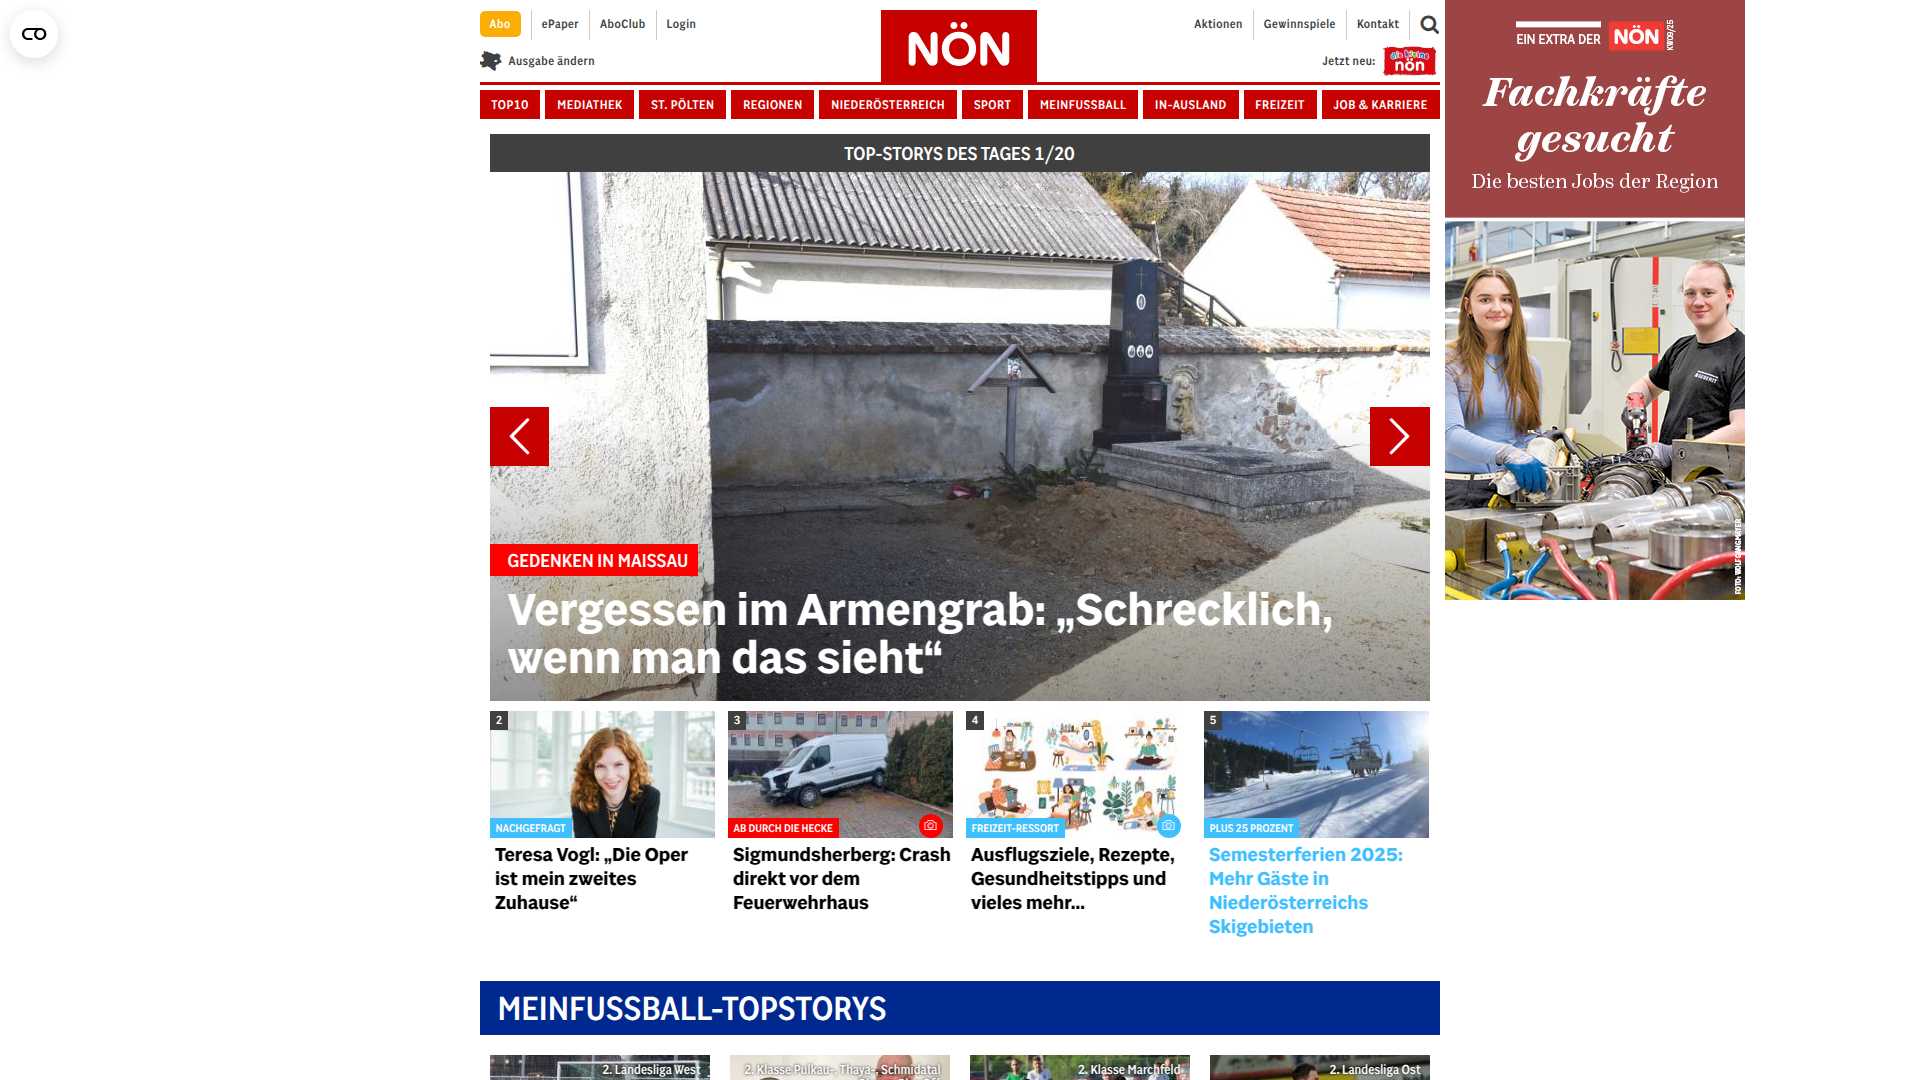 Abo
ePaper
AboClub
Login
Aktionen
Gewinnspiele
Kontakt
Ausgabe ändern
NÖN
Jetzt neu:
die kleine
nön
TOP10
MEDIATHEK
ST. PÖLTEN
REGIONEN
NIEDERÖSTERREICH
SPORT
MEINFUSSBALL
IN-AUSLAND
FREIZEIT
JOB & KARRIERE
EIN EXTRA DER NÖN
KW09/25
Fachkräfte
gesucht
Die besten Jobs der Region
FOTO: WOLFGANG MAYER
TOP-STORYS DES TAGES 1/20
GEDENKEN IN MAISSAU
Vergessen im Armengrab: „Schrecklich,
wenn man das sieht“
2
NACHGEFRAGT
Teresa Vogl: „Die Oper
ist mein zweites
Zuhause“
3
AB DURCH DIE HECKE
Sigmundsherberg: Crash
direkt vor dem
Feuerwehrhaus
4
FREIZEIT-RESSORT
Ausflugsziele, Rezepte,
Gesundheitstipps und
vieles mehr...
5
PLUS 25 PROZENT
Semesterferien 2025:
Mehr Gäste in
Niederösterreichs
Skigebieten
MEINFUSSBALL-TOPSTORYS
2. Landesliga West
2. Klasse Pulkau-, Thaya-, Schmidatal
2. Klasse Marchfeld
2. Landesliga Ost